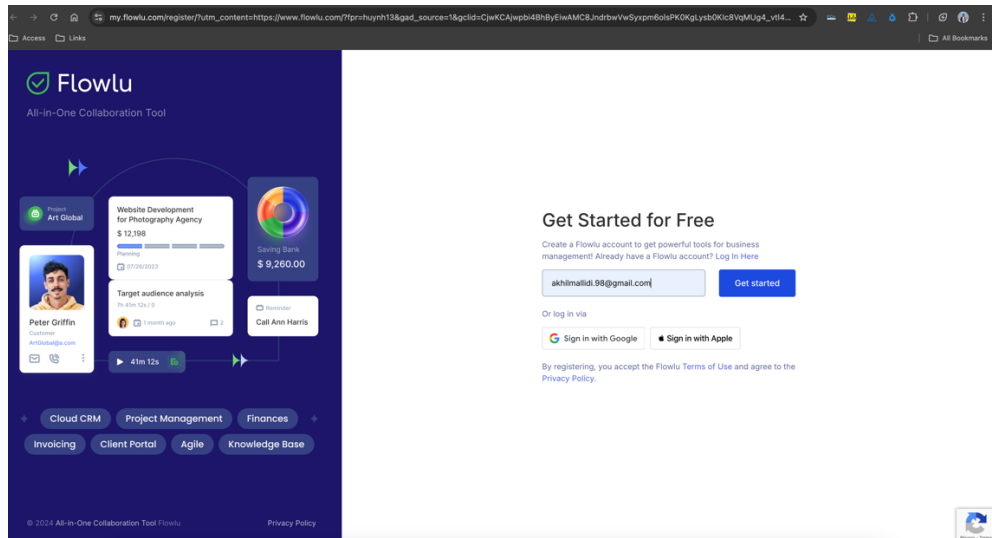 my.flowlu.com/register/?utm_content=https://www.flowlu.com/?fpr=huynh13&gad_source=1&gclid=CjwKCAjwpbi4BhByEiwAMC8JndrbwVwSyxpm6olsPK0KgLysb0Klc8VqMUg4_vtl4...
Access Links
All Bookmarks
Flowlu
All-in-One Collaboration Tool
Project
Art Global
Website Development
for Photography Agency
$ 12,198
Planning
07/26/2023
Saving Bank
$ 9,260.00
Target audience analysis
7h 41m 12s / 0
1 month ago 2
Reminder
Call Ann Harris
Peter Griffin
Customer
ArtGlobal@a.com
41m 12s
Cloud CRM Project Management Finances
Invoicing Client Portal Agile Knowledge Base
© 2024 All-in-One Collaboration Tool Flowlu Privacy Policy
Get Started for Free
Create a Flowlu account to get powerful tools for business
management! Already have a Flowlu account? Log In Here
akhilmallidi.98@gmail.com Get started
Or log in via
Sign in with Google Sign in with Apple
By registering, you accept the Flowlu Terms of Use and agree to the
Privacy Policy.